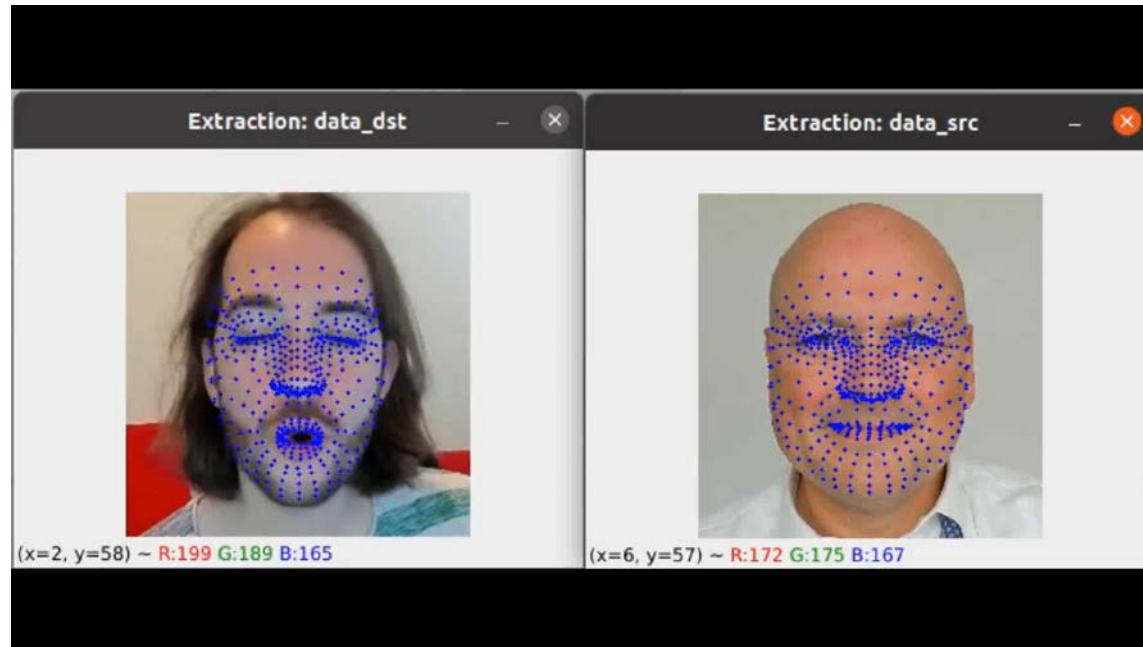 Extraction: data_dst
Extraction: data_src
(x=2, y=58) ~ R:199 G:189 B:165
(x=6, y=57) ~ R:172 G:175 B:167